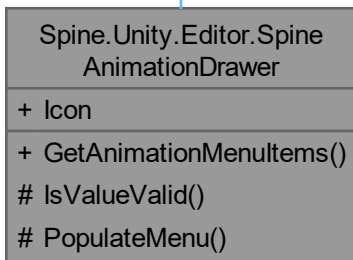 Spine.Unity.Editor.Spine
AnimationDrawer
+ Icon
+ GetAnimationMenuItems()
# IsValueValid()
# PopulateMenu()